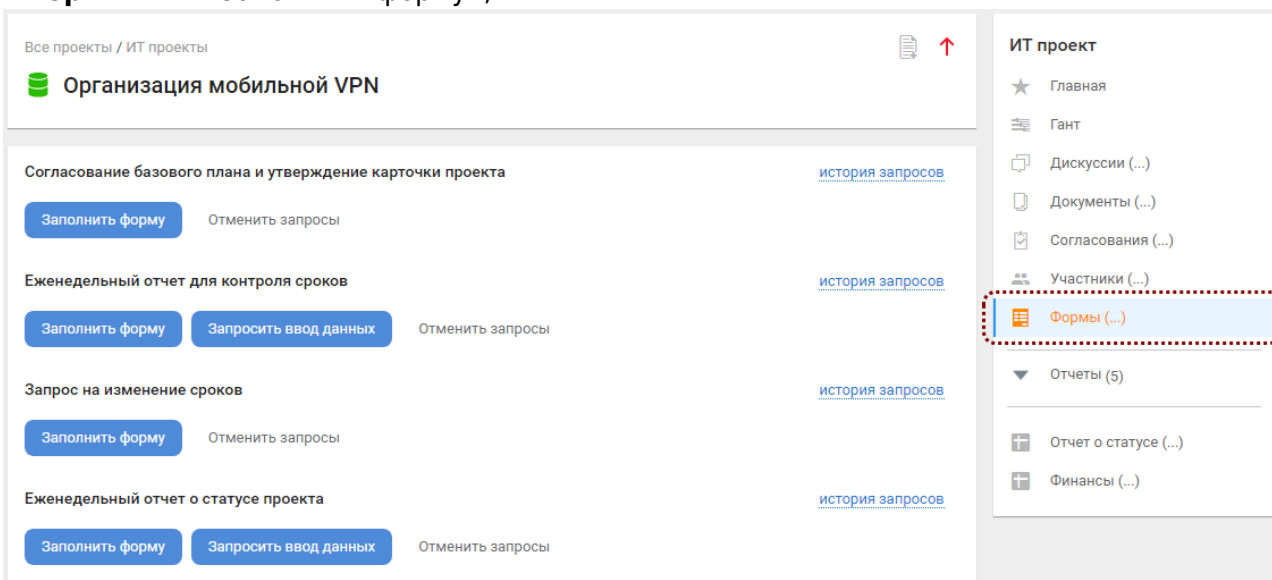 Все проекты / ИТ проекты
Организация мобильной VPN
Согласование базового плана и утверждение карточки проекта
история запросов
Заполнить форму
Отменить запросы
Еженедельный отчет для контроля сроков
история запросов
Заполнить форму
Запросить ввод данных
Отменить запросы
Запрос на изменение сроков
история запросов
Заполнить форму
Отменить запросы
Еженедельный отчет о статусе проекта
история запросов
Заполнить форму
Запросить ввод данных
Отменить запросы
ИТ проект
Главная
Гант
Дискуссии (...)
Документы (...)
Согласования (...)
Участники (...)
Формы (...)
Отчеты (5)
Отчет о статусе (...)
Финансы (...)